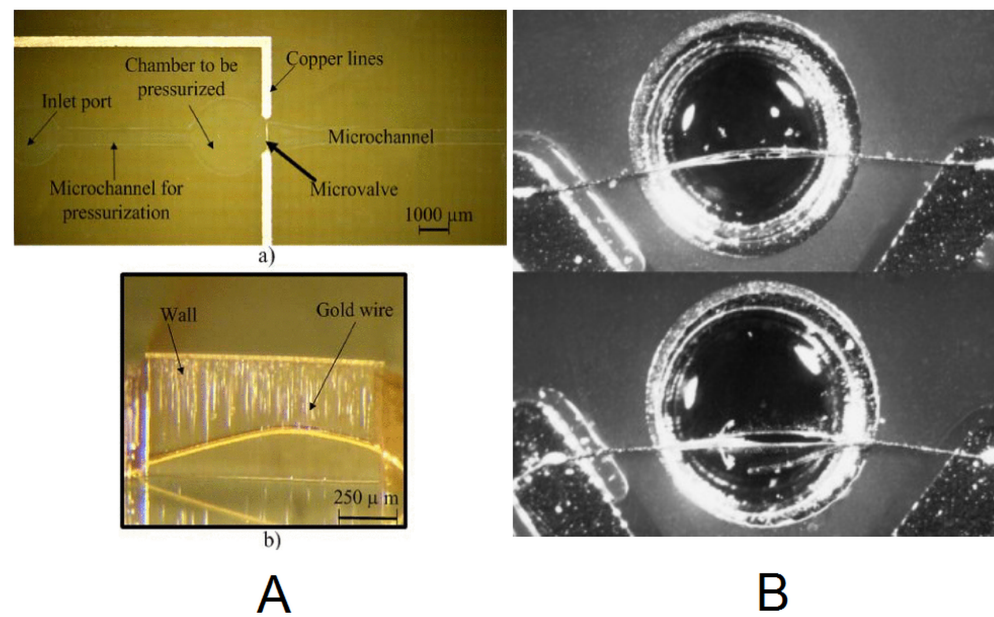 Copper lines
Chamber to be
pressurized
Inlet port
Microchannel
Microchannel for
pressurization
Microvalve
1000 μm
a)
Wall
Gold wire
250 μ m
b)
A
B